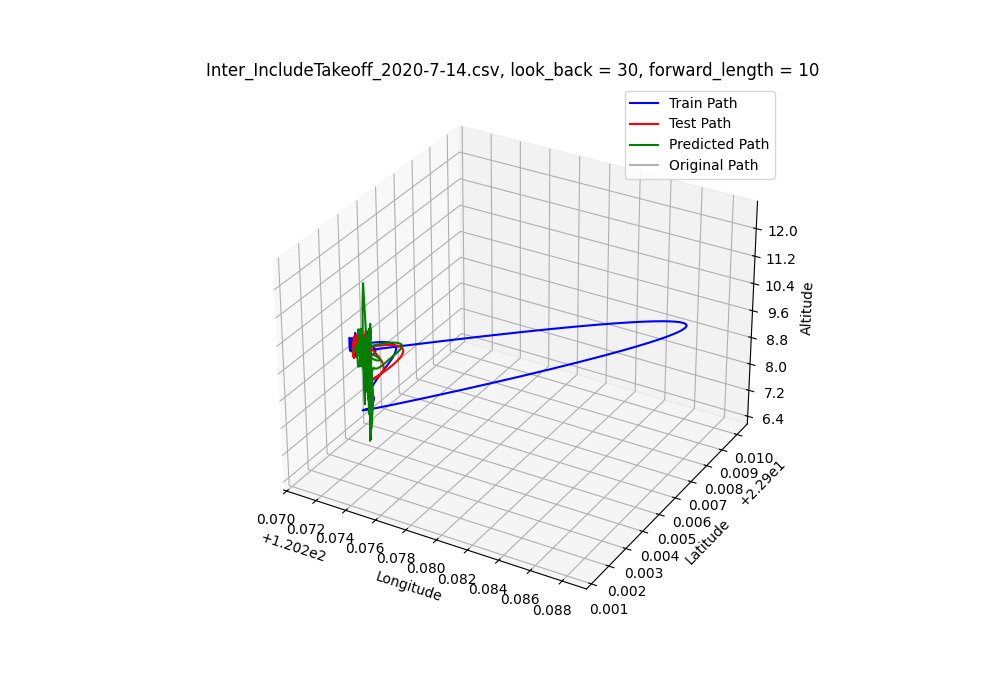 Inter_IncludeTakeoff_2020-7-14.csv, look_back = 30, forward_length = 10
Train Path
Test Path
Predicted Path
Original Path
12.0
11.2
10.4
9.6
8.8
8.0
7.2
6.4
Altitude
0.010
0.009
0.008
0.007
0.006
0.005
0.004
0.003
0.002
0.001
+2.29e1
Latitude
0.070
0.072
0.074
0.076
0.078
0.080
0.082
0.084
0.086
0.088
+1.202e2
Longitude